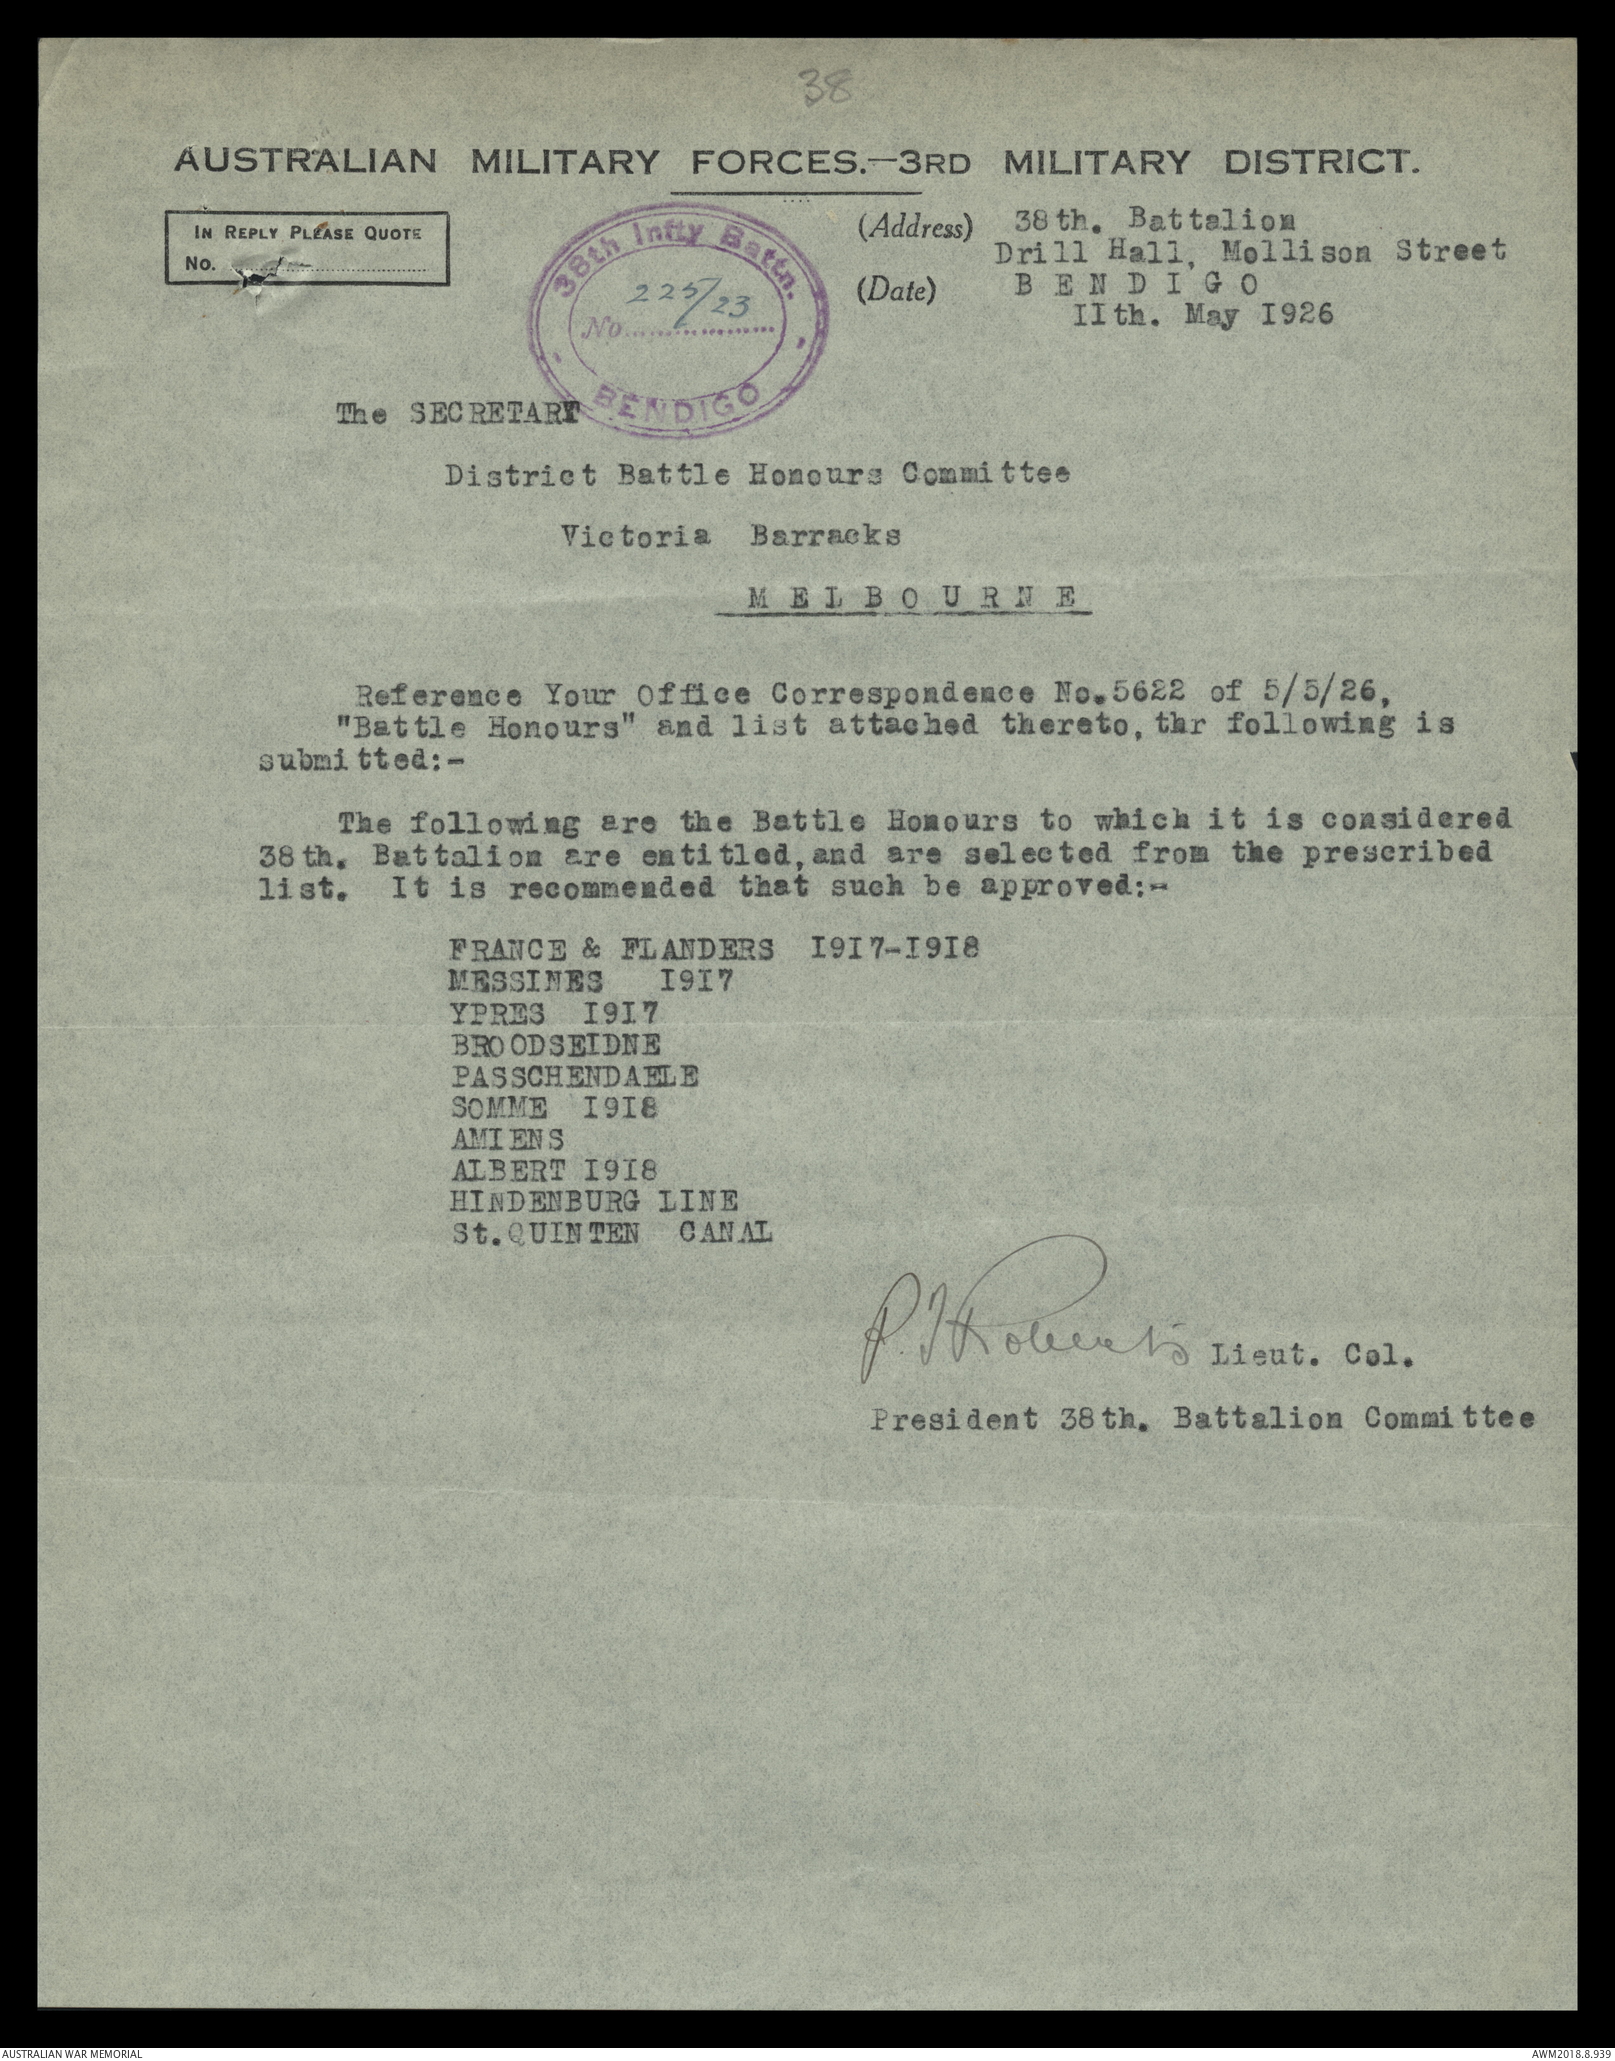 38
AUSTRALIAN MILITARY FORCES.—3RD MILITARY DISTRICT.
IN REPLY PLEASE QUOTE
No.
38th Infty Battn.
No. 225/23
BENDIGO
(Address) 38th. Battalion
Drill Hall, Mollison Street
(Date) B E N D I G O
IIth. May I926
The SECRETARY
District Battle Honours Committee
Victoria Barracks
M E L B O U R N E
Reference Your Office Correspondence No.5622 of 5/5/26,
"Battle Honours" and list attached thereto, thr following is
submitted:-
The following are the Battle Honours to which it is considered
38th. Battalion are entitled,and are selected from the prescribed
list. It is recommended that such be approved:-
FRANCE & FLANDERS I9I7-I9I8
MESSINES I9I7
YPRES I9I7
BROODSEIDNE
PASSCHENDAELE
SOMME I9I8
AMIENS
ALBERT I9I8
HINDENBURG LINE
St.QUINTEN CANAL
Roberts Lieut. Col.
President 38th. Battalion Committee
AUSTRALIAN WAR MEMORIAL
AWM2018.8.939